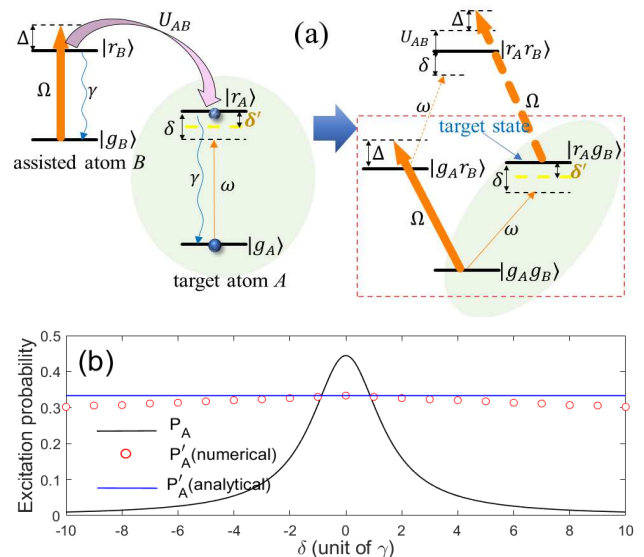 (a)
Δ
|r_B⟩
Ω
γ
|g_B⟩
assisted atom B
U_AB
|r_A⟩
δ
δ'
γ
ω
|g_A⟩
target atom A
Δ
U_AB
|r_A r_B⟩
δ
ω
Ω
target state
Δ
|g_A r_B⟩
|r_A g_B⟩
δ
δ'
Ω
ω
|g_A g_B⟩
(b)
Excitation probability
0.5
0.4
0.3
0.2
0.1
0
P_A
P'_A(numerical)
P'_A(analytical)
-10 -8 -6 -4 -2 0 2 4 6 8 10
δ (unit of γ)